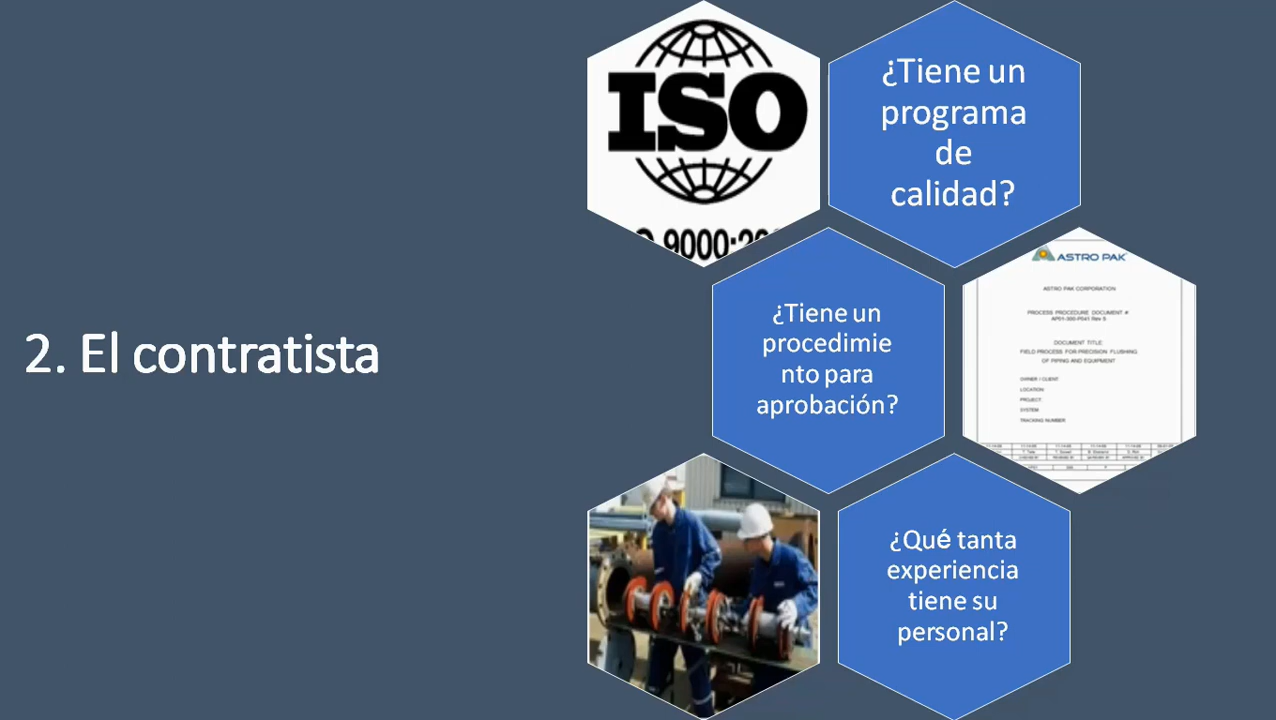 ISO
9000:20
¿Tiene un
programa
de
calidad?
2. El contratista
¿Tiene un
procedimie
nto para
aprobación?
ASTRO PAK
ASTRO PAK CORPORATION
PROCESS PROCEDURE DOCUMENT #
DOCUMENT TITLE:
FIELD PROCESS FOR PRECISION FLUSHING
OF PIPING AND EQUIPMENT
OWNER / CLIENT:
LOCATION:
PROJECT:
SYSTEM:
TRACKING NUMBER:
¿Qué tanta
experiencia
tiene su
personal?